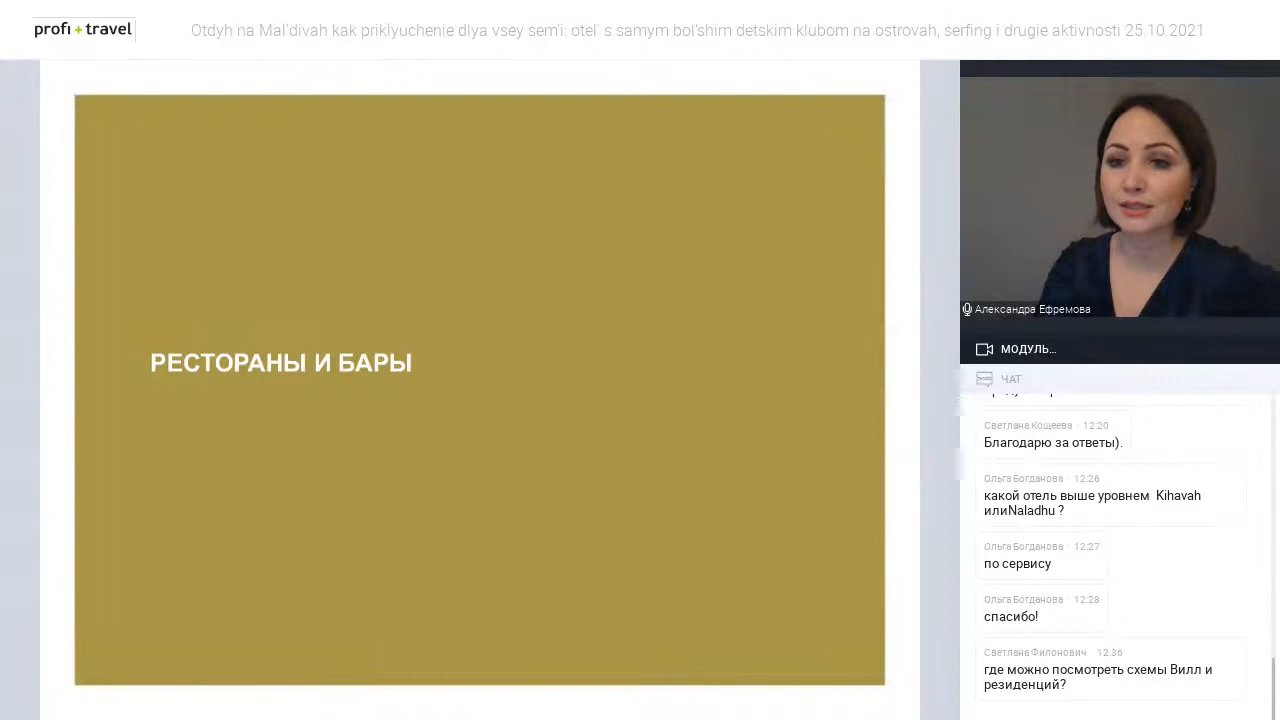 profi + travel
Otdyh na Mal'divah kak priklyuchenie dlya vsey sem'i: otel' s samym bol'shim detskim klubom na ostrovah, serfing i drugie aktivnosti 25.10.2021
РЕСТОРАНЫ И БАРЫ
Александра Ефремова
МОДУЛЬ...
ЧАТ
Светлана Кощеева · 12:20
Благодарю за ответы).
Ольга Богданова · 12:26
какой отель выше уровнем Kihavah
илиNaladhu ?
Ольга Богданова · 12:27
по сервису
Ольга Богданова · 12:28
спасибо!
Светлана Филонович 12:36
где можно посмотреть схемы Вилл и
резиденций?